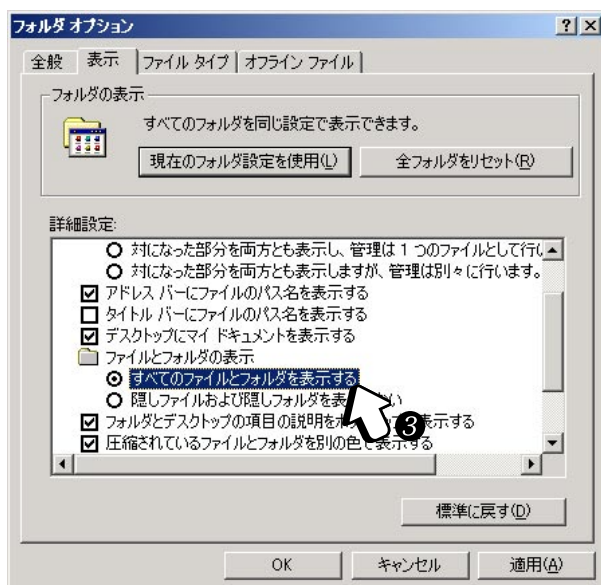 フォルダ オプション
全般 表示 ファイル タイプ オフライン ファイル
フォルダの表示
すべてのフォルダを同じ設定で表示できます。
現在のフォルダ設定を使用(L) 全フォルダをリセット(R)
詳細設定:
対になった部分を両方とも表示し、管理は 1 つのファイルとして行い
対になった部分を両方とも表示しますが、管理は別々に行います。
アドレス バーにファイルのパス名を表示する
タイトル バーにファイルのパス名を表示する
デスクトップにマイ ドキュメントを表示する
ファイルとフォルダの表示
すべてのファイルとフォルダを表示する
隠しファイルおよび隠しフォルダを表 い
フォルダとデスクトップの項目の説明をポ 表示する
圧縮されているファイルとフォルダを別の色で表示する
3
標準に戻す(D)
OK キャンセル 適用(A)